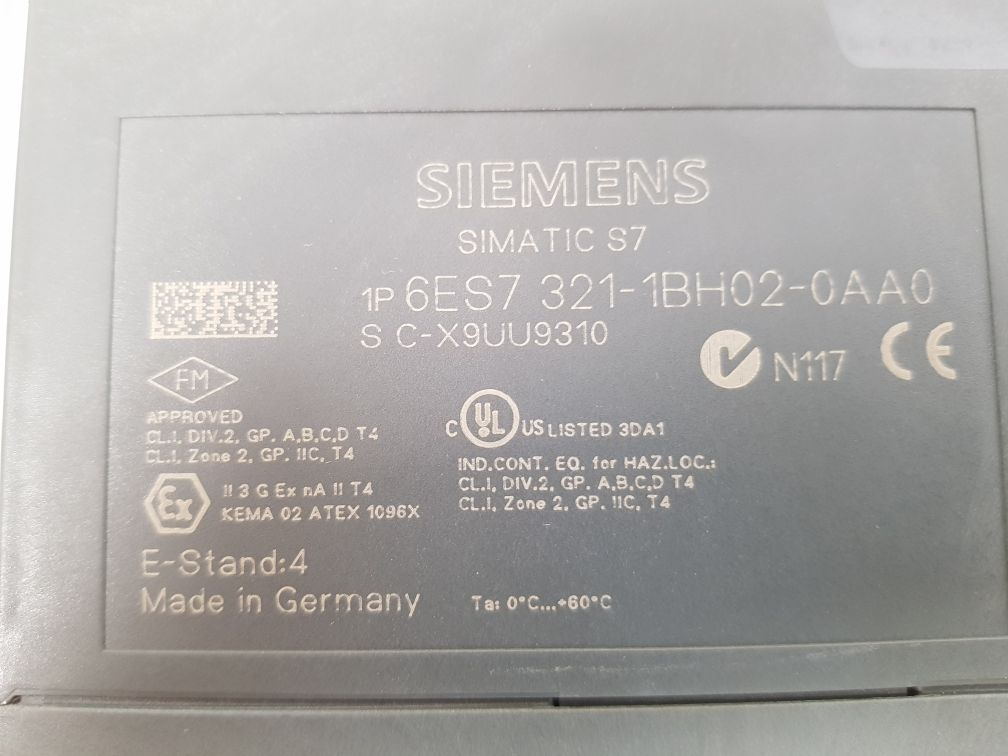 SIEMENS
SIMATIC S7
1P 6ES7 321-1BH02-0AA0
S C-X9UU9310
N117 CE
FM
APPROVED
CL.I, DIV.2, GP. A,B,C,D T4
CL.I, Zone 2, GP. IIC, T4
Ex
II 3 G Ex nA II T4
KEMA 02 ATEX 1096X
C UL US LISTED 3DA1
IND.CONT. EQ. for HAZ.LOC.:
CL.I, DIV.2, GP. A,B,C,D T4
CL.I, Zone 2, GP. IIC, T4
E-Stand:4
Made in Germany
Ta: 0°C...+60°C